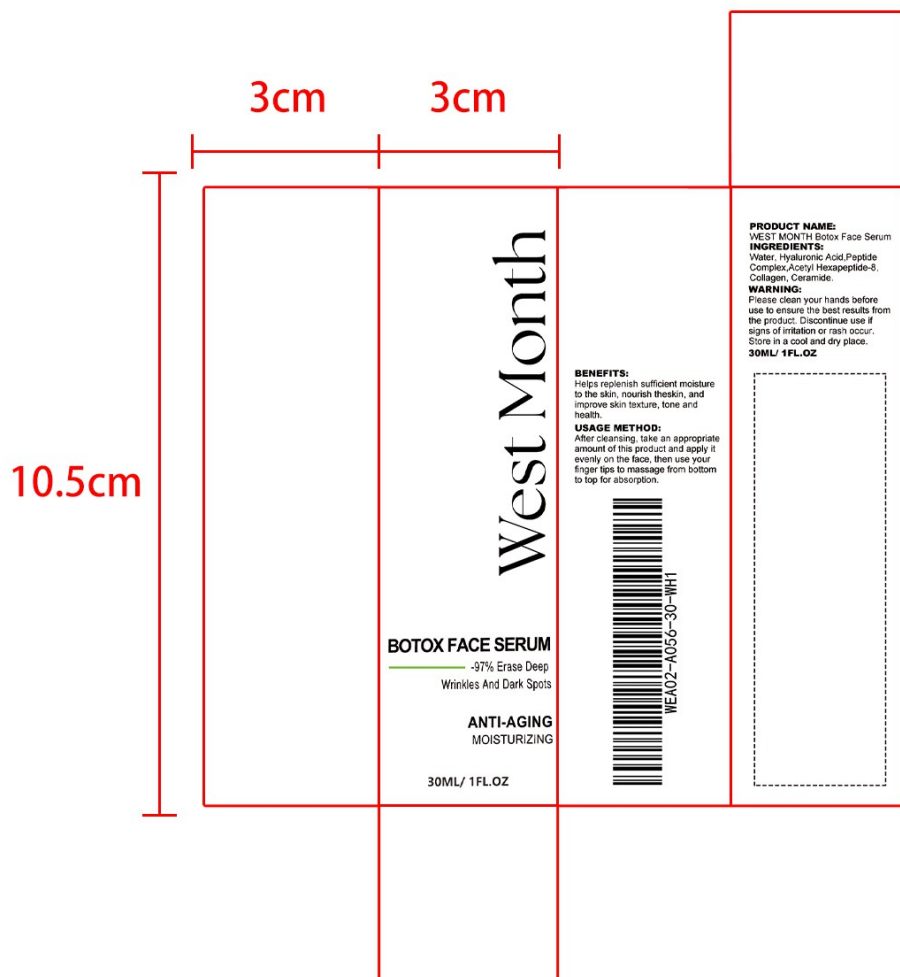 3cm
3cm
10.5cm
West Month
BOTOX FACE SERUM
-97% Erase Deep
Wrinkles And Dark Spots
ANTI-AGING
MOISTURIZING
30ML/ 1FL.OZ
BENEFITS:
Helps replenish sufficient moisture
to the skin, nourish theskin, and
improve skin texture, tone and
health.
USAGE METHOD:
After cleansing, take an appropriate
amount of this product and apply it
evenly on the face, then use your
finger tips to massage from bottom
to top for absorption.
WEA02-A056-30-WH1
PRODUCT NAME:
WEST MONTH Botox Face Serum
INGREDIENTS:
Water, Hyaluronic Acid,Peptide
Complex,Acetyl Hexapeptide-8,
Collagen, Ceramide.
WARNING:
Please clean your hands before
use to ensure the best results from
the product. Discontinue use if
signs of irritation or rash occur.
Store in a cool and dry place.
30ML/ 1FL.OZ